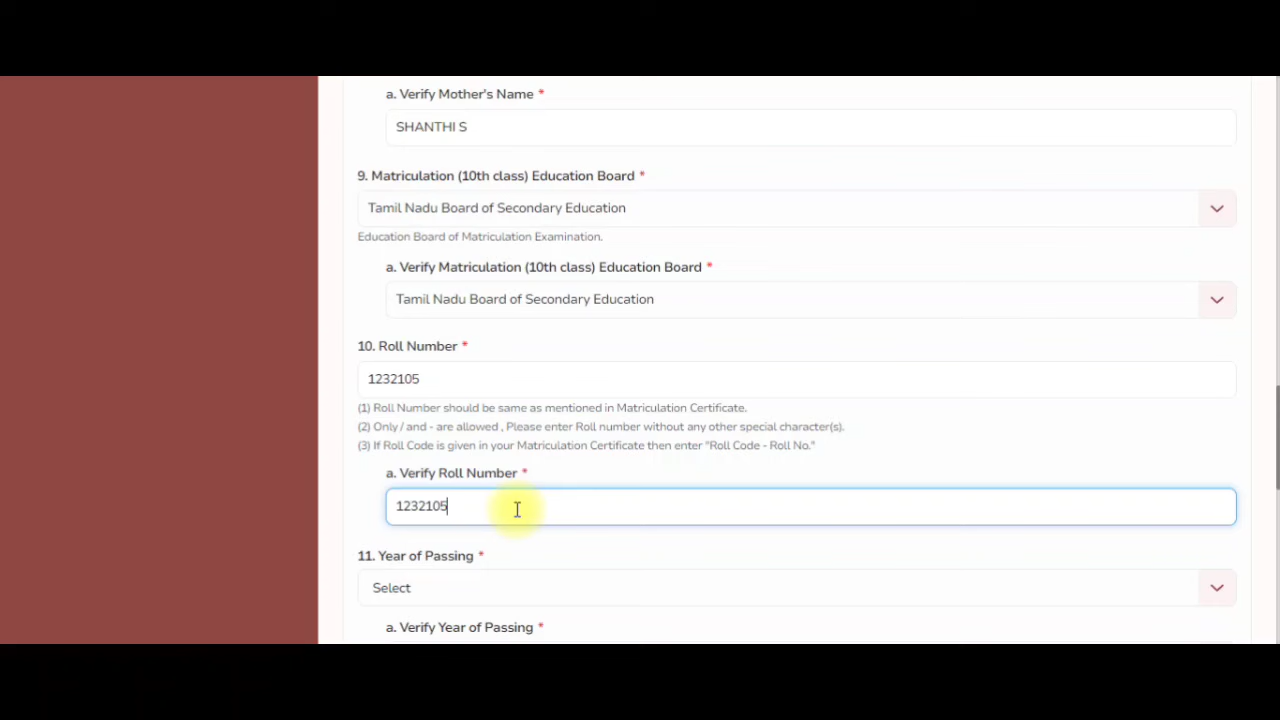 a. Verify Mother's Name *
SHANTHI S
9. Matriculation (10th class) Education Board *
Tamil Nadu Board of Secondary Education
Education Board of Matriculation Examination.
a. Verify Matriculation (10th class) Education Board *
Tamil Nadu Board of Secondary Education
10. Roll Number *
1232105
(1) Roll Number should be same as mentioned in Matriculation Certificate.
(2) Only / and - are allowed , Please enter Roll number without any other special character(s).
(3) If Roll Code is given in your Matriculation Certificate then enter "Roll Code - Roll No."
a. Verify Roll Number *
1232105
11. Year of Passing *
Select
a. Verify Year of Passing *